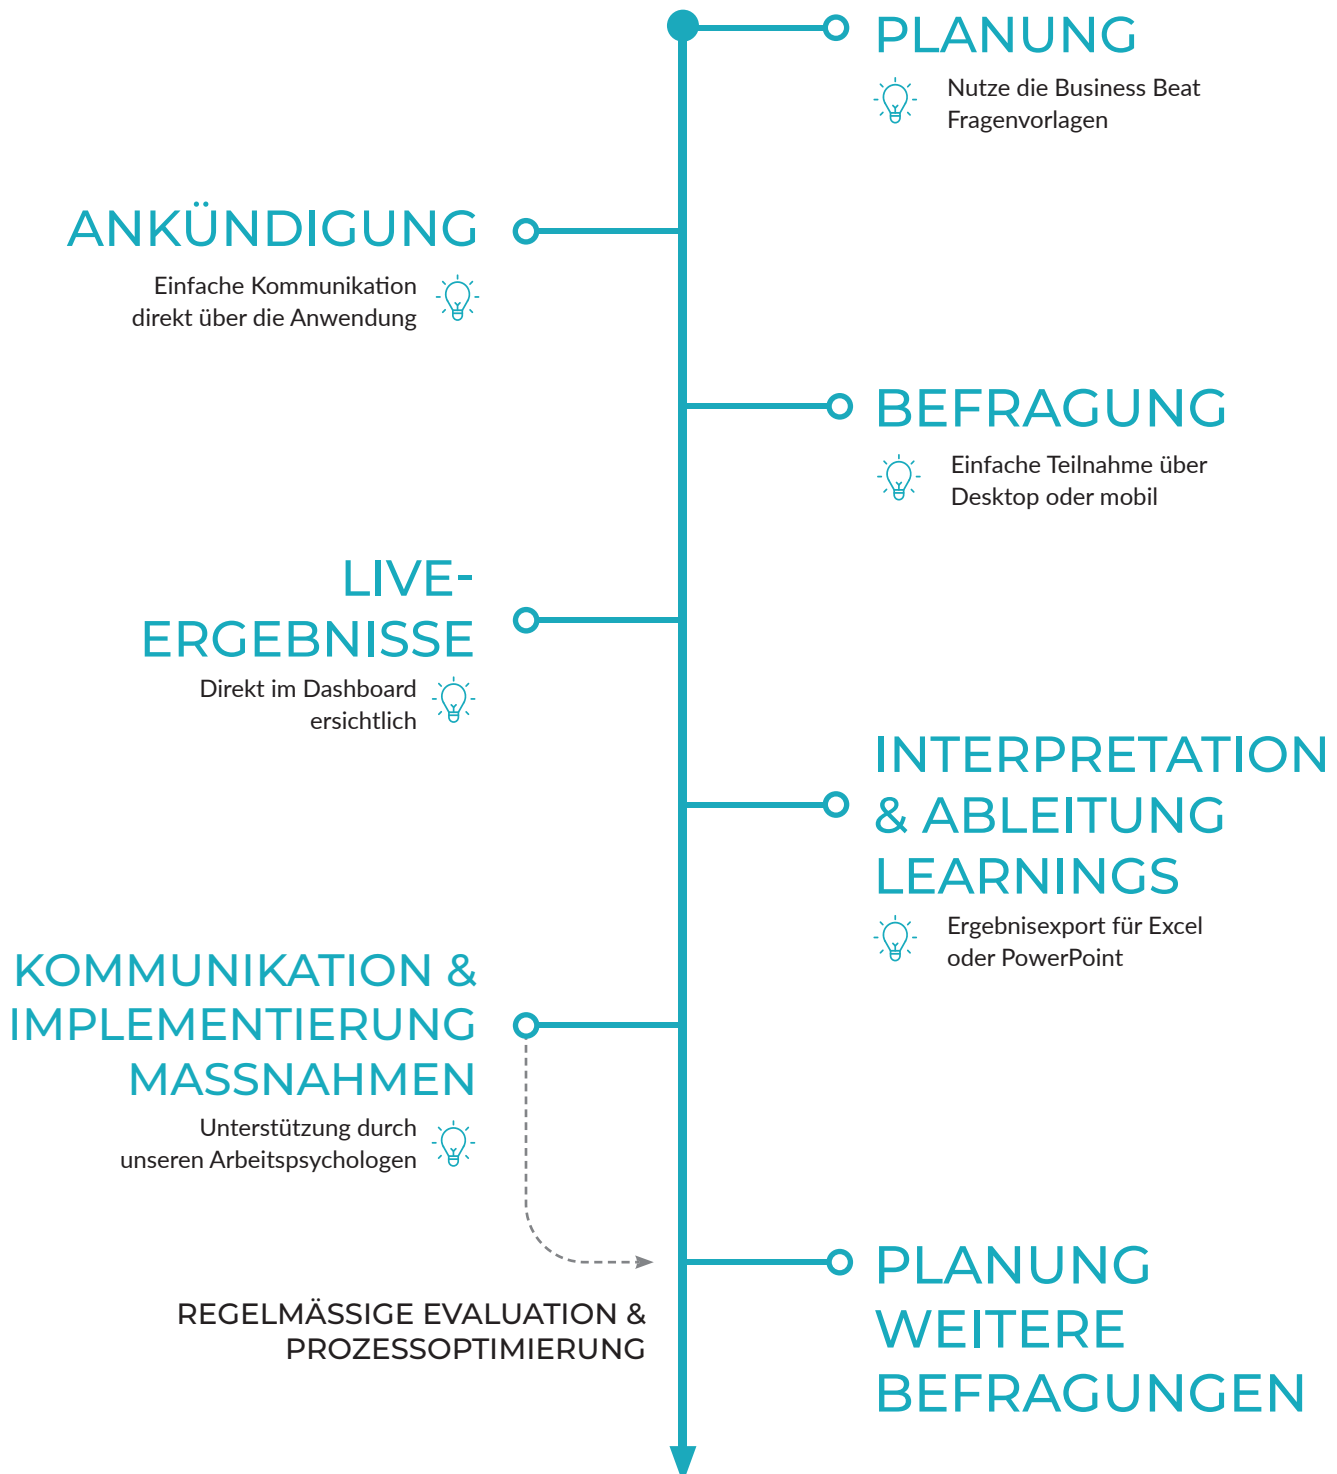 PLANUNG
Nutze die Business Beat
Fragenvorlagen
ANKÜNDIGUNG
Einfache Kommunikation
direkt über die Anwendung
BEFRAGUNG
Einfache Teilnahme über
Desktop oder mobil
LIVE-
ERGEBNISSE
Direkt im Dashboard
ersichtlich
INTERPRETATION
& ABLEITUNG
LEARNINGS
Ergebnisexport für Excel
oder PowerPoint
KOMMUNIKATION &
IMPLEMENTIERUNG
MASSNAHMEN
Unterstützung durch
unseren Arbeitspsychologen
REGELMÄSSIGE EVALUATION &
PROZESSOPTIMIERUNG
PLANUNG
WEITERE
BEFRAGUNGEN